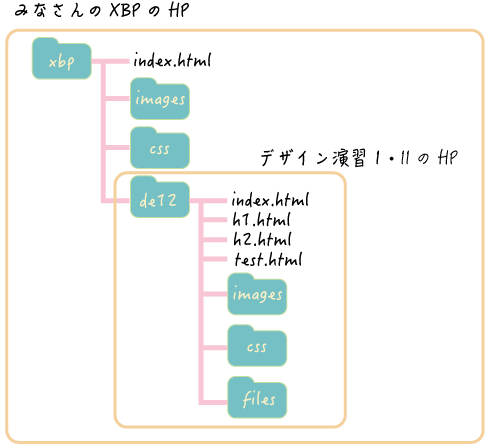 みなさんの XBP の HP
xbp
index.html
images
css
デザイン演習 I・II の HP
de12
index.html
h1.html
h2.html
test.html
images
css
files